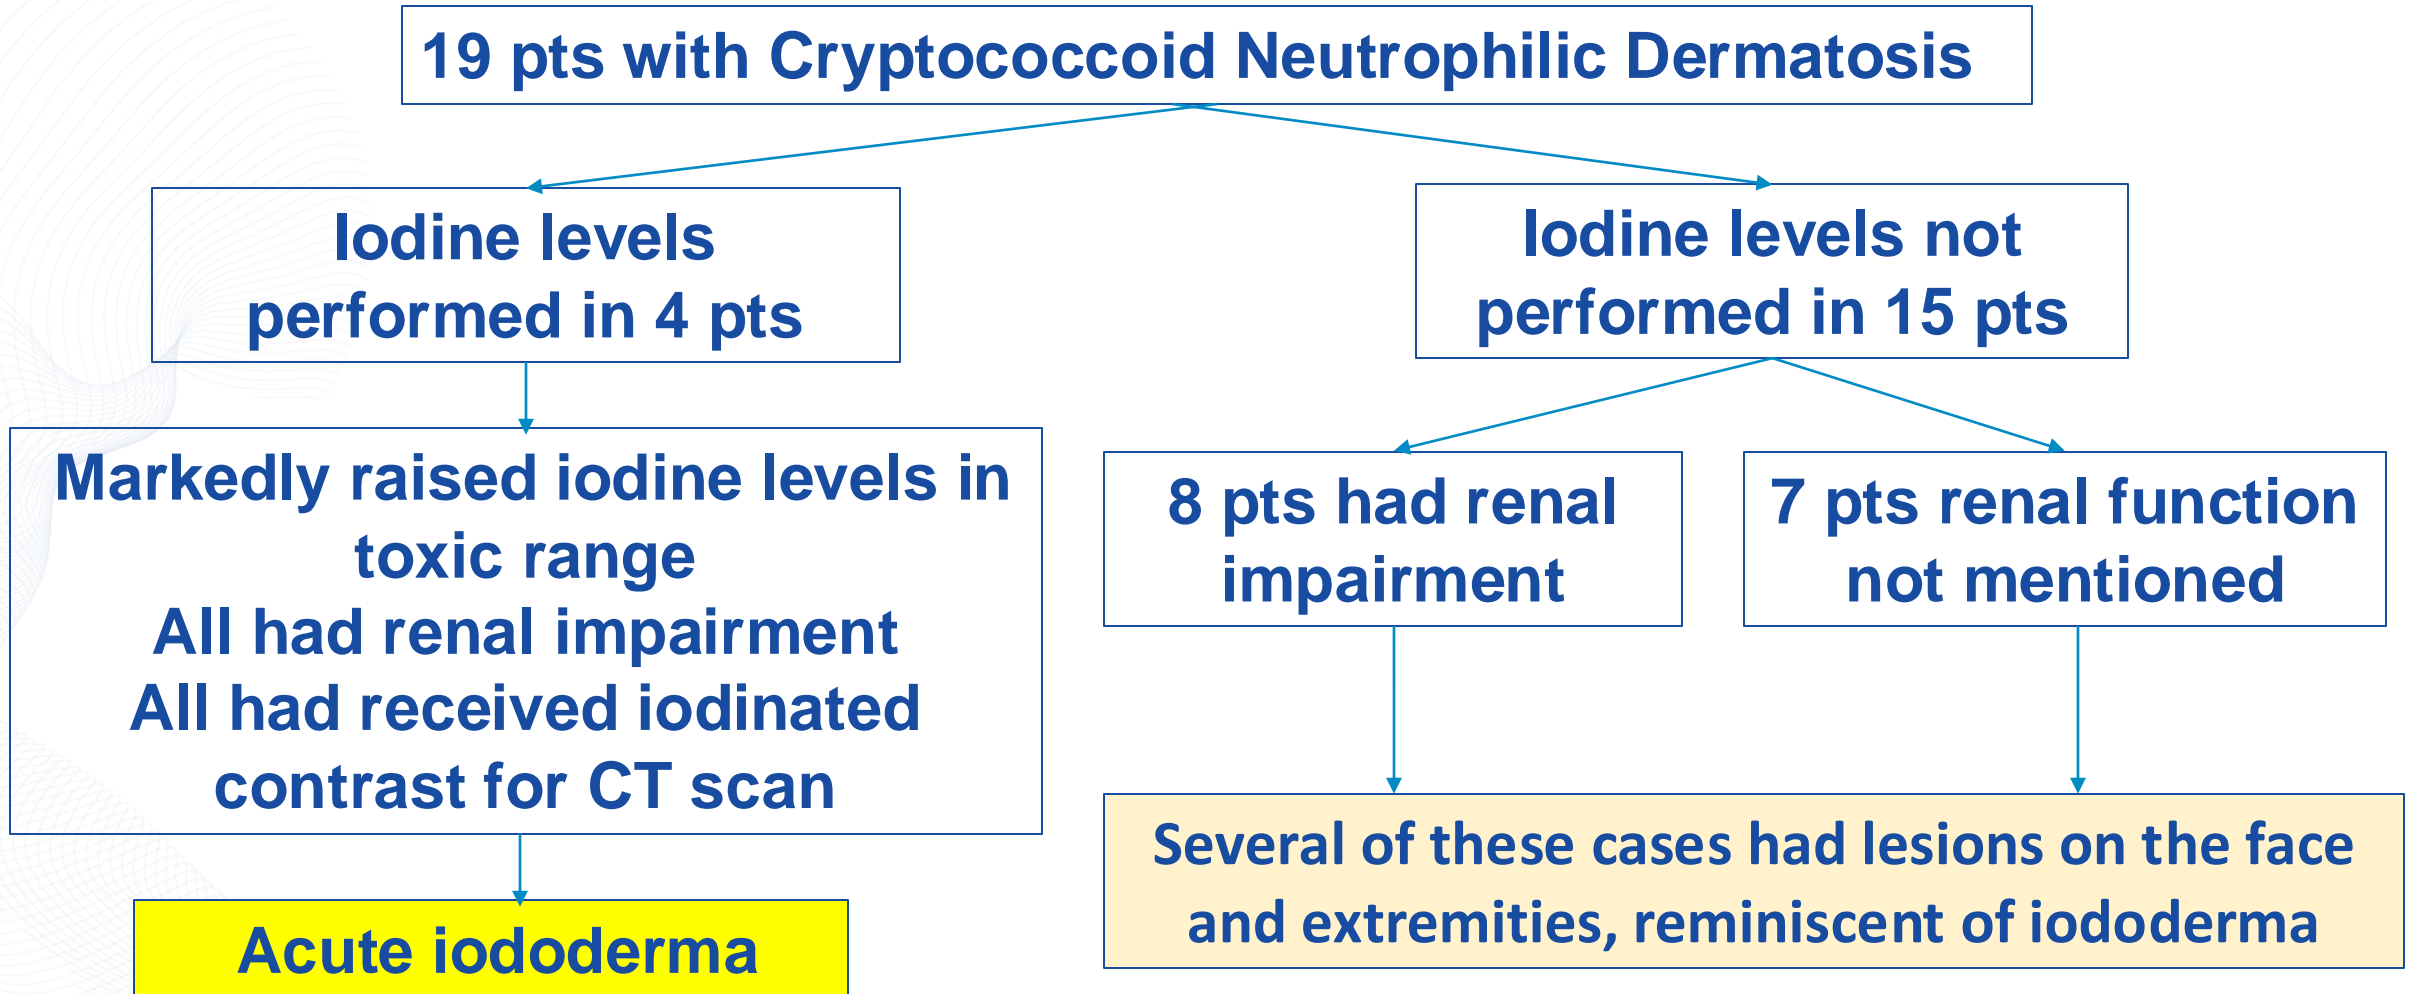 19 pts with Cryptococcoid Neutrophilic Dermatosis
Iodine levels
performed in 4 pts
Iodine levels not
performed in 15 pts
Markedly raised iodine levels in
toxic range
All had renal impairment
All had received iodinated
contrast for CT scan
8 pts had renal
impairment
7 pts renal function
not mentioned
Acute iododerma
Several of these cases had lesions on the face
and extremities, reminiscent of iododerma